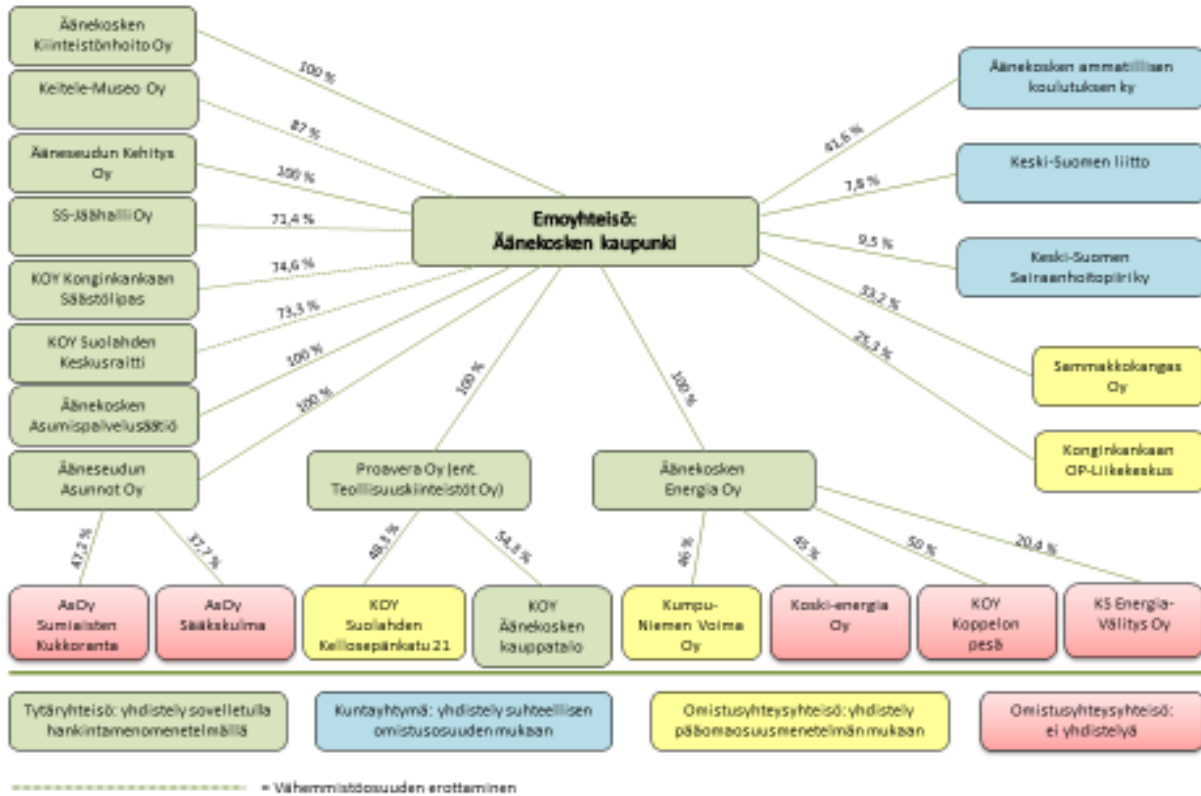 Äänekosken
Kiinteistönhoito Oy
100 %
Keitele-Museo Oy
87 %
Ääneseudun Kehitys
Oy
100 %
SS-Jäähalli Oy
71,4 %
KOY Konginkankaan
Säästölipas
74,6 %
KOY Suolahden
Keskusraitti
73,3 %
Äänekosken
Asumispalvelusäätiö
100 %
Ääneseudun
Asunnot Oy
100 %
Emoyhteisö:
Äänekosken kaupunki
Äänekosken ammatillisen
koulutuksen ky
41,6 %
Keski-Suomen liitto
7,8 %
Keski-Suomen
Sairaanhoitopiiri ky
9,5 %
Sammakkokangas
Oy
33,2 %
Konginkankaan
OP-Liikekeskus
25,3 %
100 %
Proavera Oy (ent.
Teollisuuskiinteistöt Oy)
100 %
Äänekosken
Energia Oy
47,2 %
37,7 %
48,3 %
54,3 %
46 %
45 %
50 %
20,4 %
AsOy
Sumiaisten
Kukkoranta
AsOy
Sääkskulma
KOY
Suolahden
Kellosepänkatu 21
KOY
Äänekosken
kauppatalo
Kumpu-
Niemen Voima
Oy
Koski-energia
Oy
KOY
Koppelon
pesä
KS Energia-
Välitys Oy
Tytäryhteisö: yhdistely sovelletulla
hankintamenomenetelmällä
Kuntayhtymä: yhdistely suhteellisen
omistusosuuden mukaan
Omistusyhteysyhteisö: yhdistely
pääomaosuusmenetelmän mukaan
Omistusyhteysyhteisö:
ei yhdistelyä
= Vähemmistöosuuden erottaminen